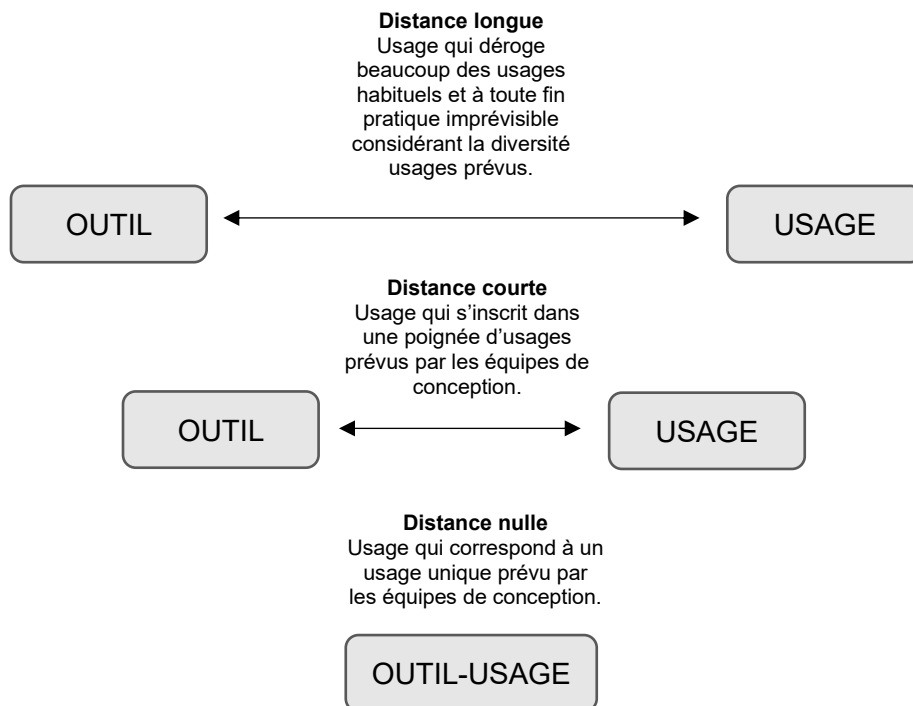 Distance longue
Usage qui déroge
beaucoup des usages
habituels et à toute fin
pratique imprévisible
considérant la diversité
usages prévus.
OUTIL
USAGE
Distance courte
Usage qui s’inscrit dans
une poignée d’usages
prévus par les équipes de
conception.
OUTIL
USAGE
Distance nulle
Usage qui correspond à un
usage unique prévu par
les équipes de conception.
OUTIL-USAGE